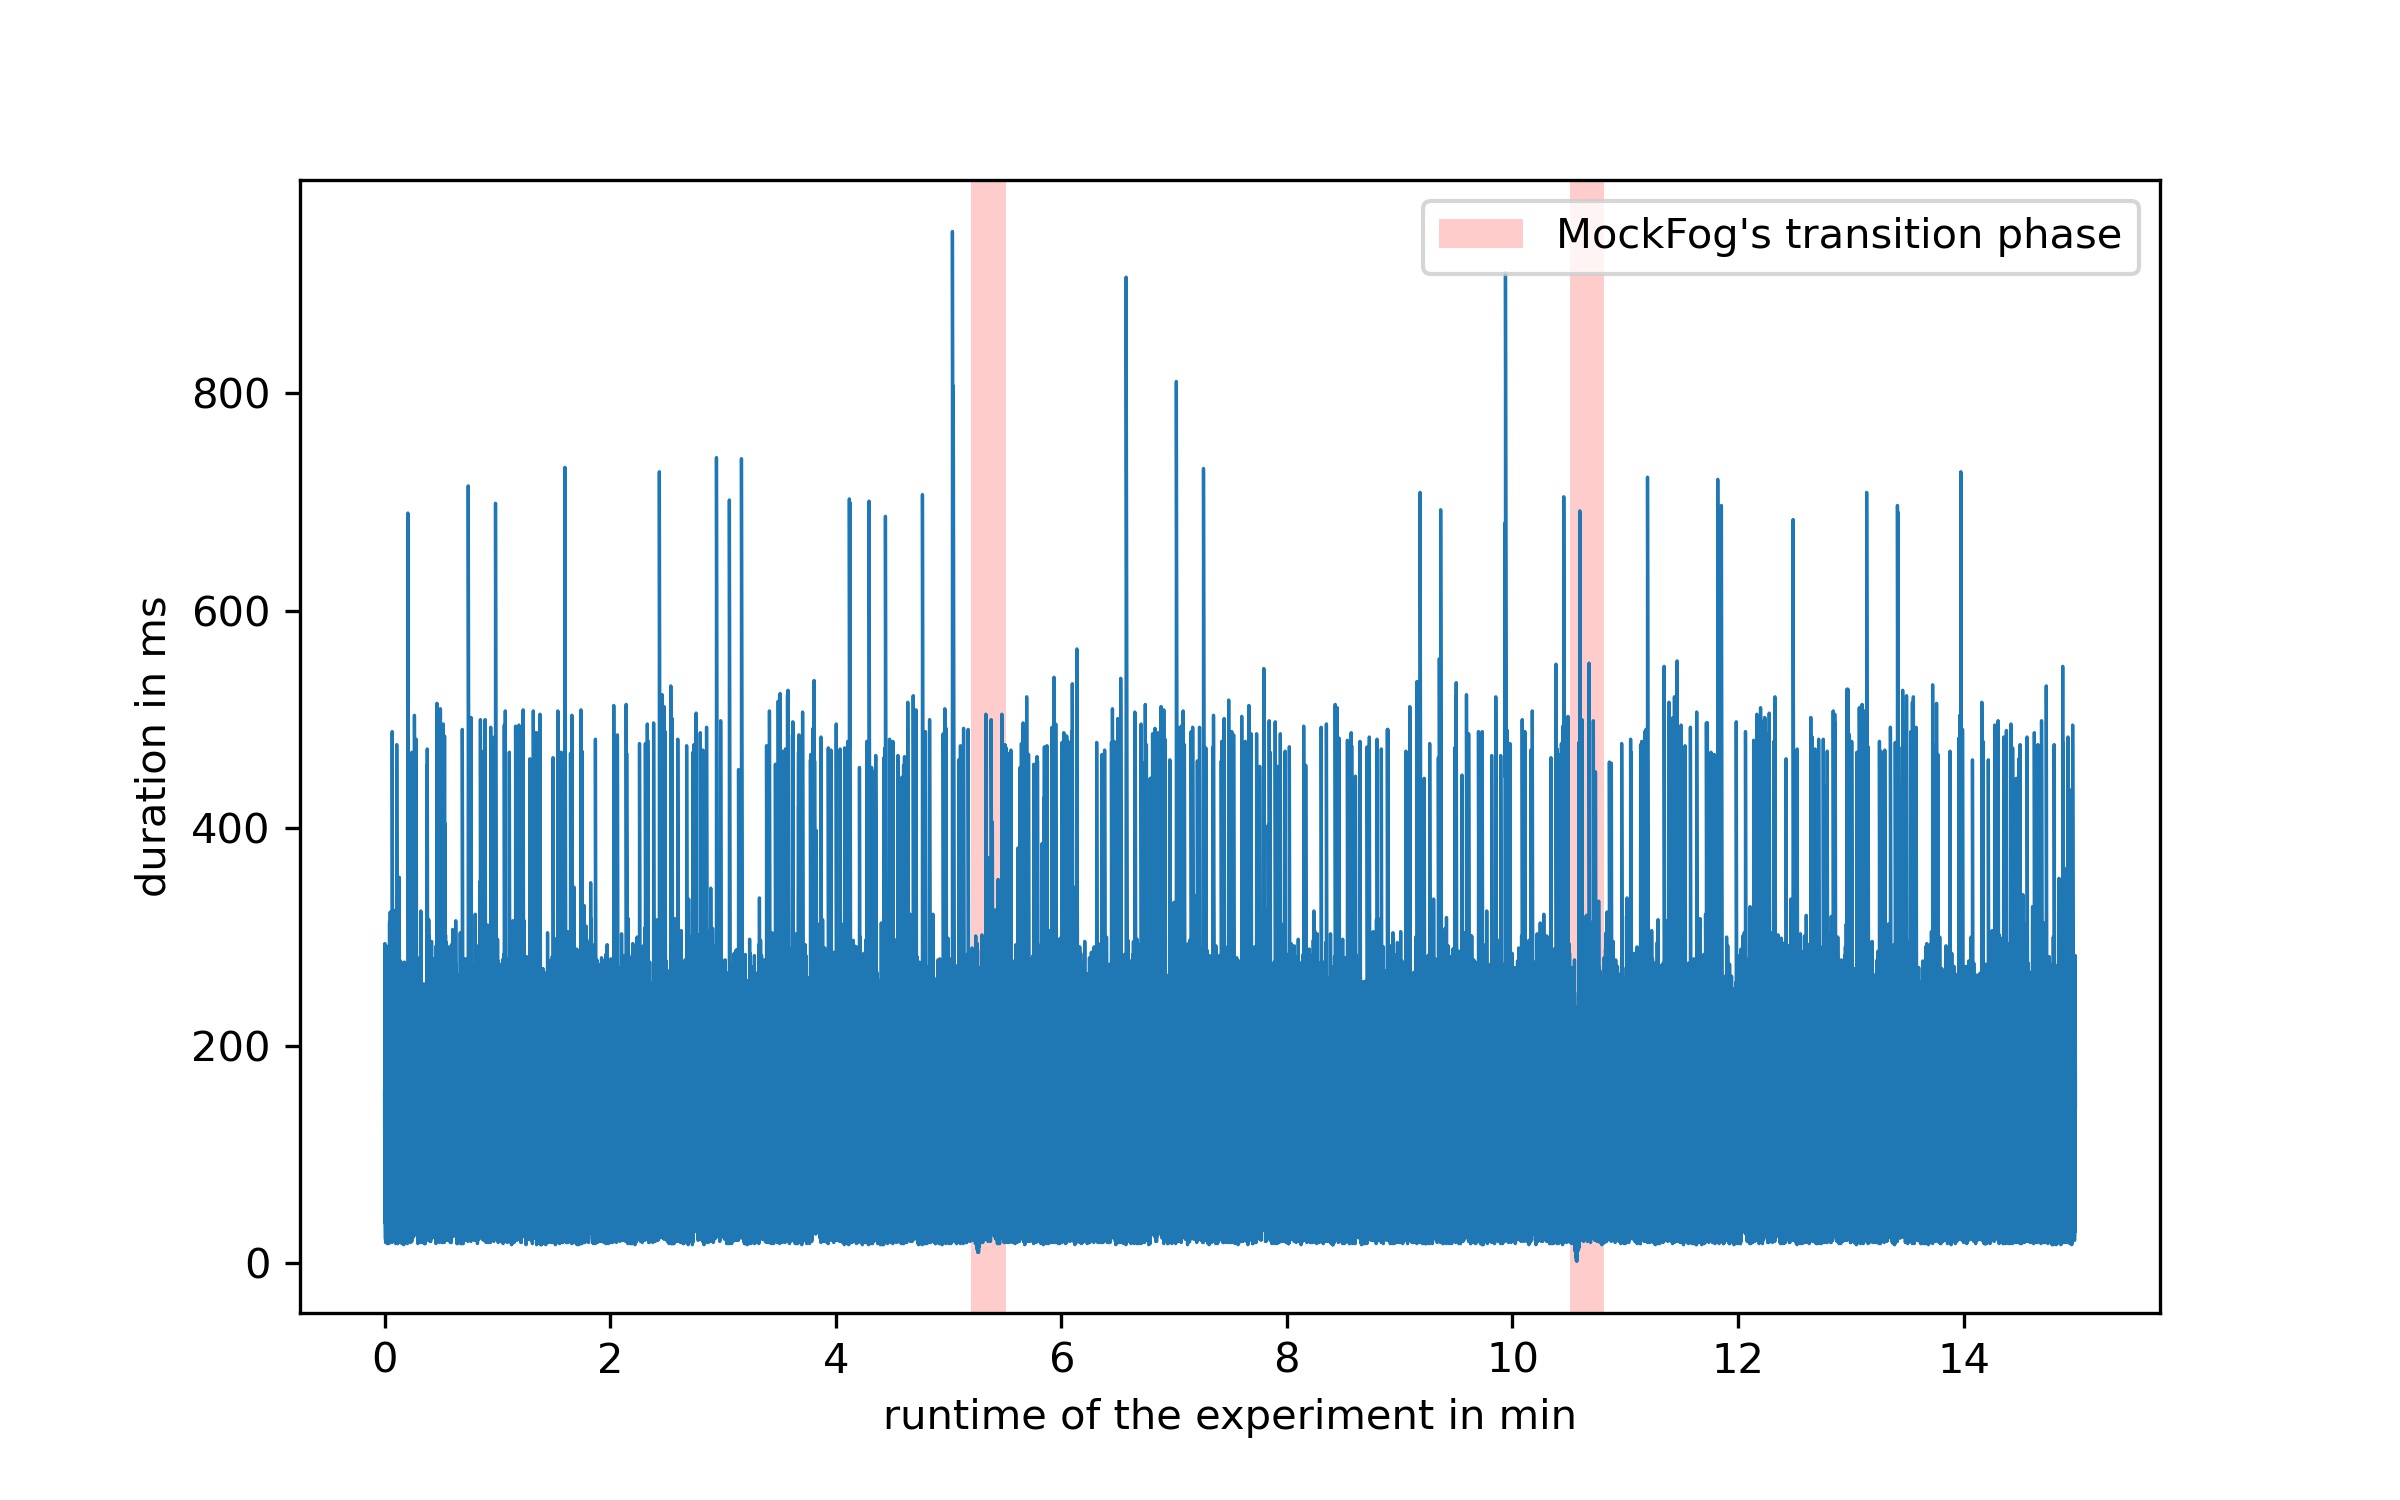 MockFog's transition phase
800
600
400
200
0
duration in ms
0 2 4 6 8 10 12 14
runtime of the experiment in min